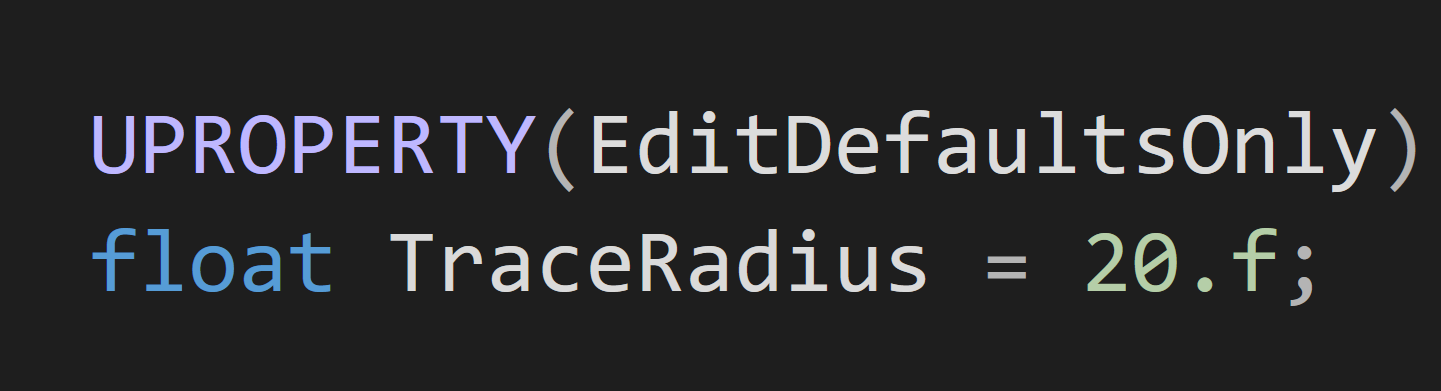 UPROPERTY(EditDefaultsOnly)
float TraceRadius = 20.f;